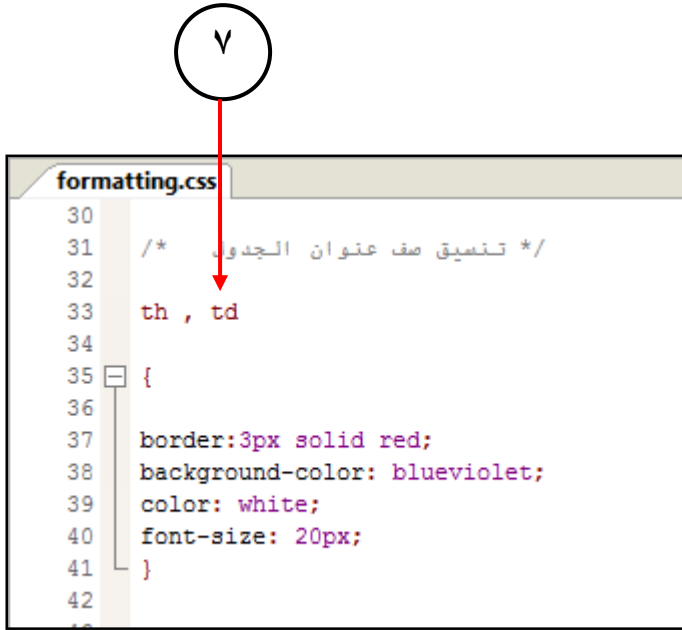 ٧
formatting.css
30
31 /* تنسيق صف عنوان الجدول */
32
33 th , td
34
35 {
36
37 border:3px solid red;
38 background-color: blueviolet;
39 color: white;
40 font-size: 20px;
41 }
42